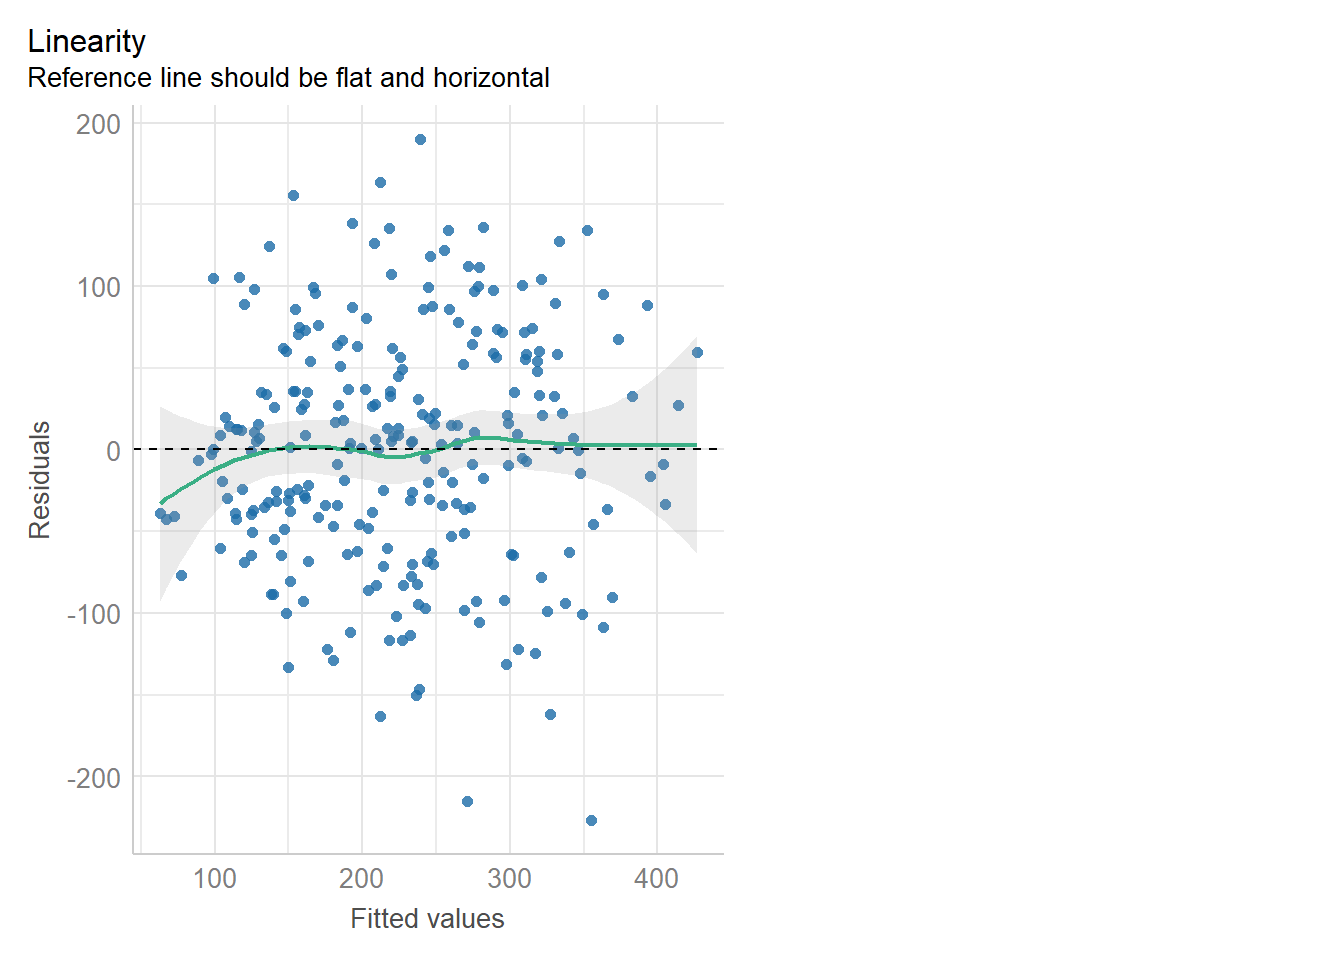 Linearity
Reference line should be flat and horizontal
200
100
0
-100
-200
Residuals
100 200 300 400
Fitted values